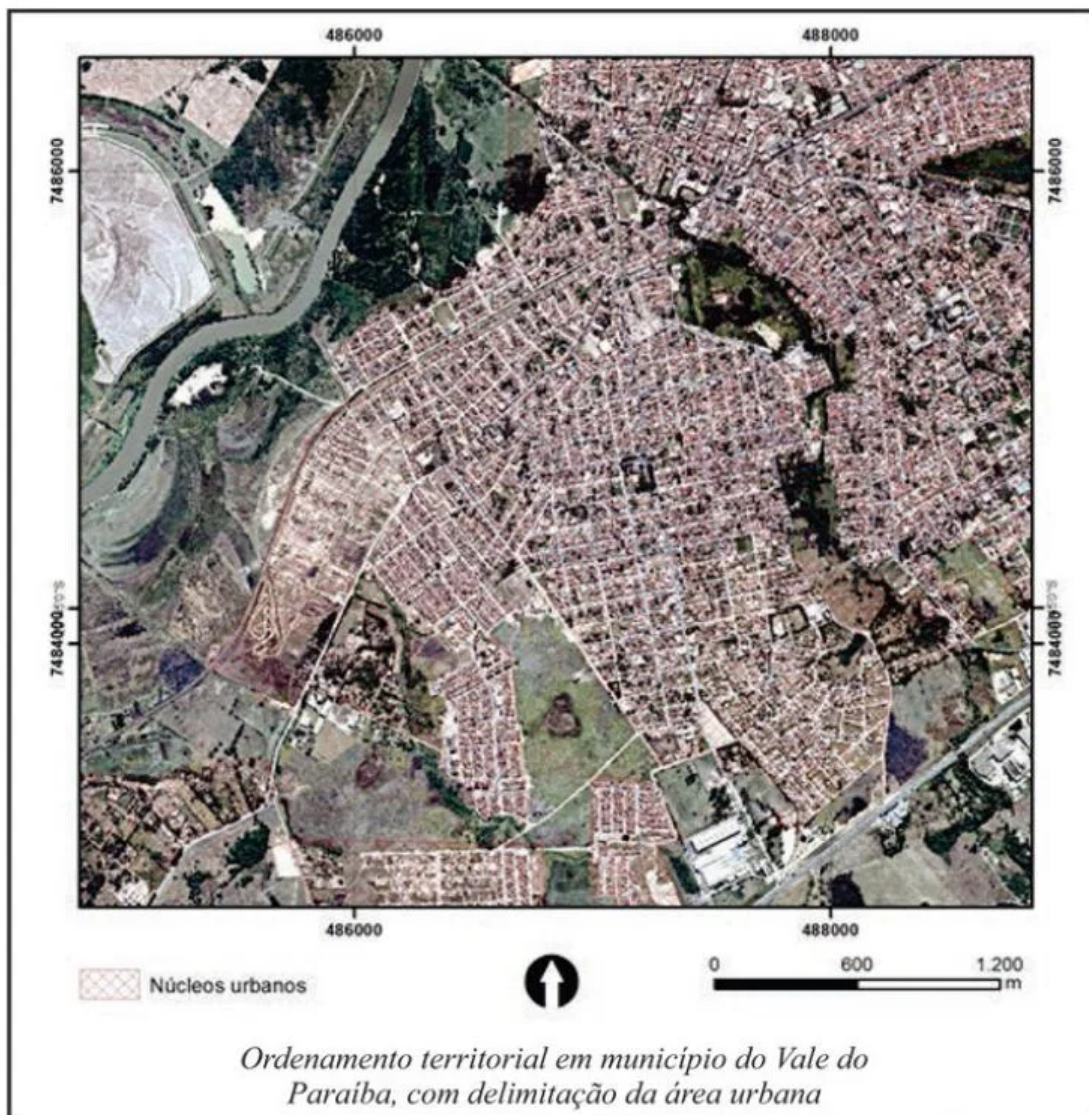 486000 488000
7486000 7486000
7484000 7484000
486000 488000
Núcleos urbanos
0 600 1.200
m
Ordenamento territorial em município do Vale do
Paraíba, com delimitação da área urbana